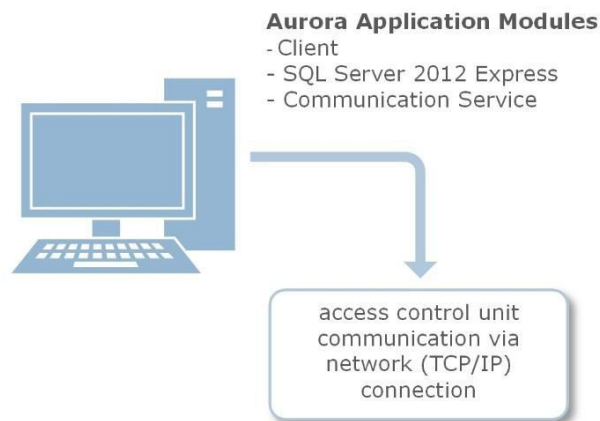 Aurora Application Modules
- Client
- SQL Server 2012 Express
- Communication Service
access control unit
communication via
network (TCP/IP)
connection